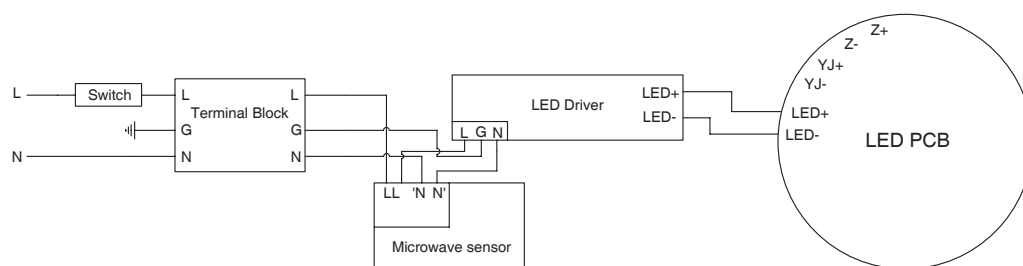 Z+
Z-
YJ+
YJ-
L
Switch
L
Terminal Block
L
G
G
N
N
N
LED Driver
LED+
LED-
L G N
LED+
LED-
LED PCB
LL 'N N'
Microwave sensor